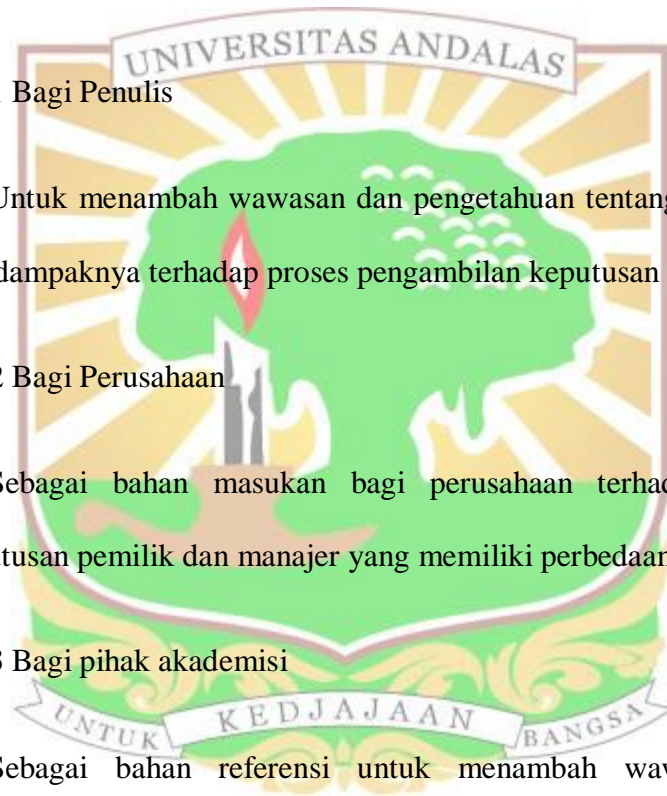 UNIVERSITAS ANDALAS
Bagi Penulis
Untuk menambah wawasan dan pengetahuan tentang
dampaknya terhadap proses pengambilan keputusan
2 Bagi Perusahaan
Sebagai bahan masukan bagi perusahaan
pemilik dan manajer yang memiliki perbedaan
3 Bagi pihak akademisi
UNTUK KEDJAJAAN BANGSA
Sebagai bahan referensi untuk menambah